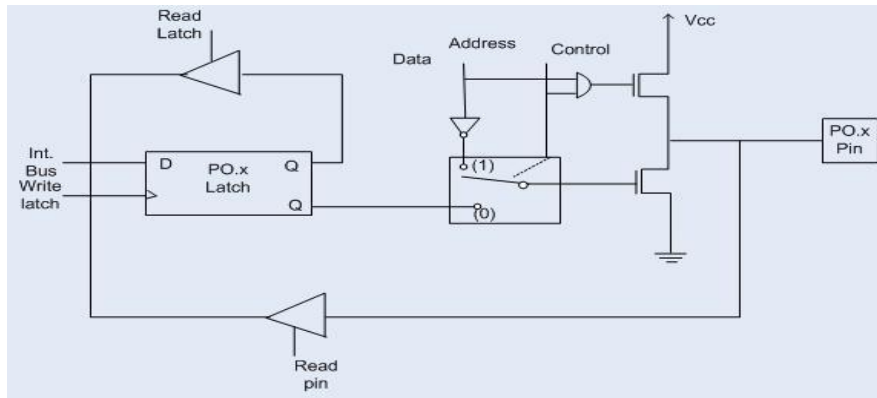 Read
Latch
Address
Data
Control
Vcc
Int.
Bus
Write
latch
D
PO.x
Latch
Q
Q
(1)
(0)
PO.x
Pin
Read
pin